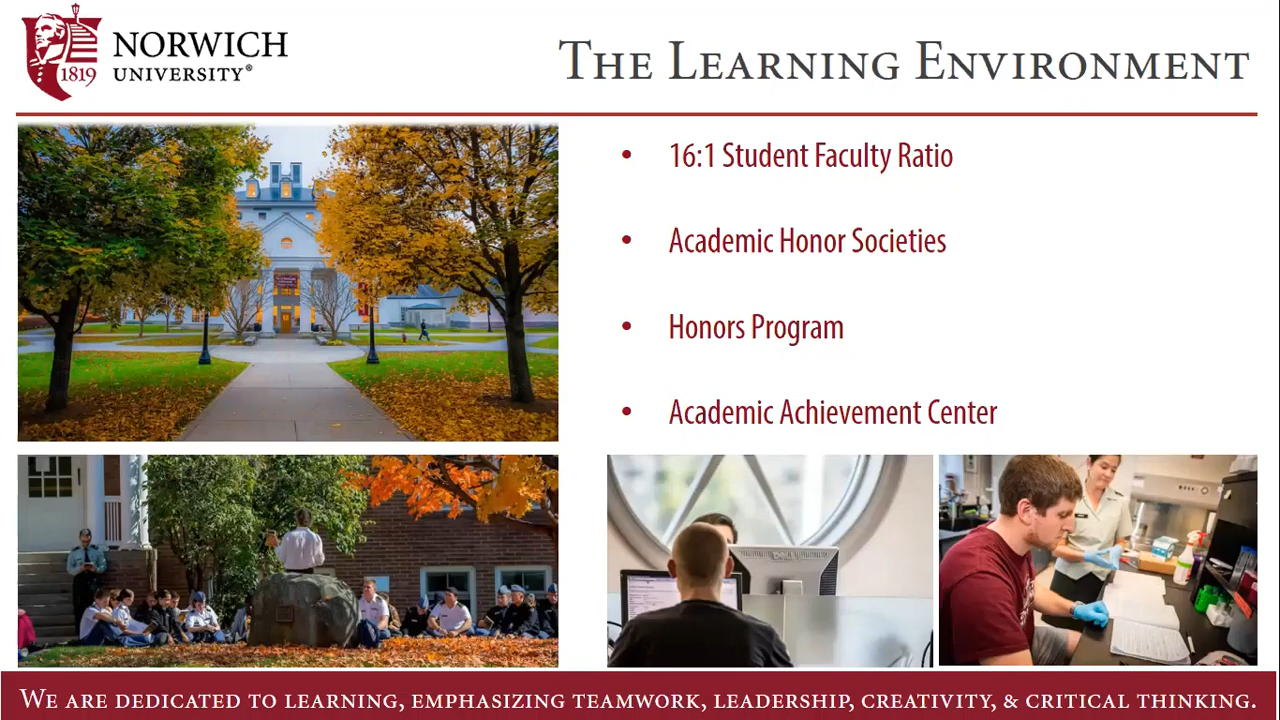 NORWICH
UNIVERSITY®
1819
THE LEARNING ENVIRONMENT
• 16:1 Student Faculty Ratio
• Academic Honor Societies
• Honors Program
• Academic Achievement Center
WE ARE DEDICATED TO LEARNING, EMPHASIZING TEAMWORK, LEADERSHIP, CREATIVITY, & CRITICAL THINKING.